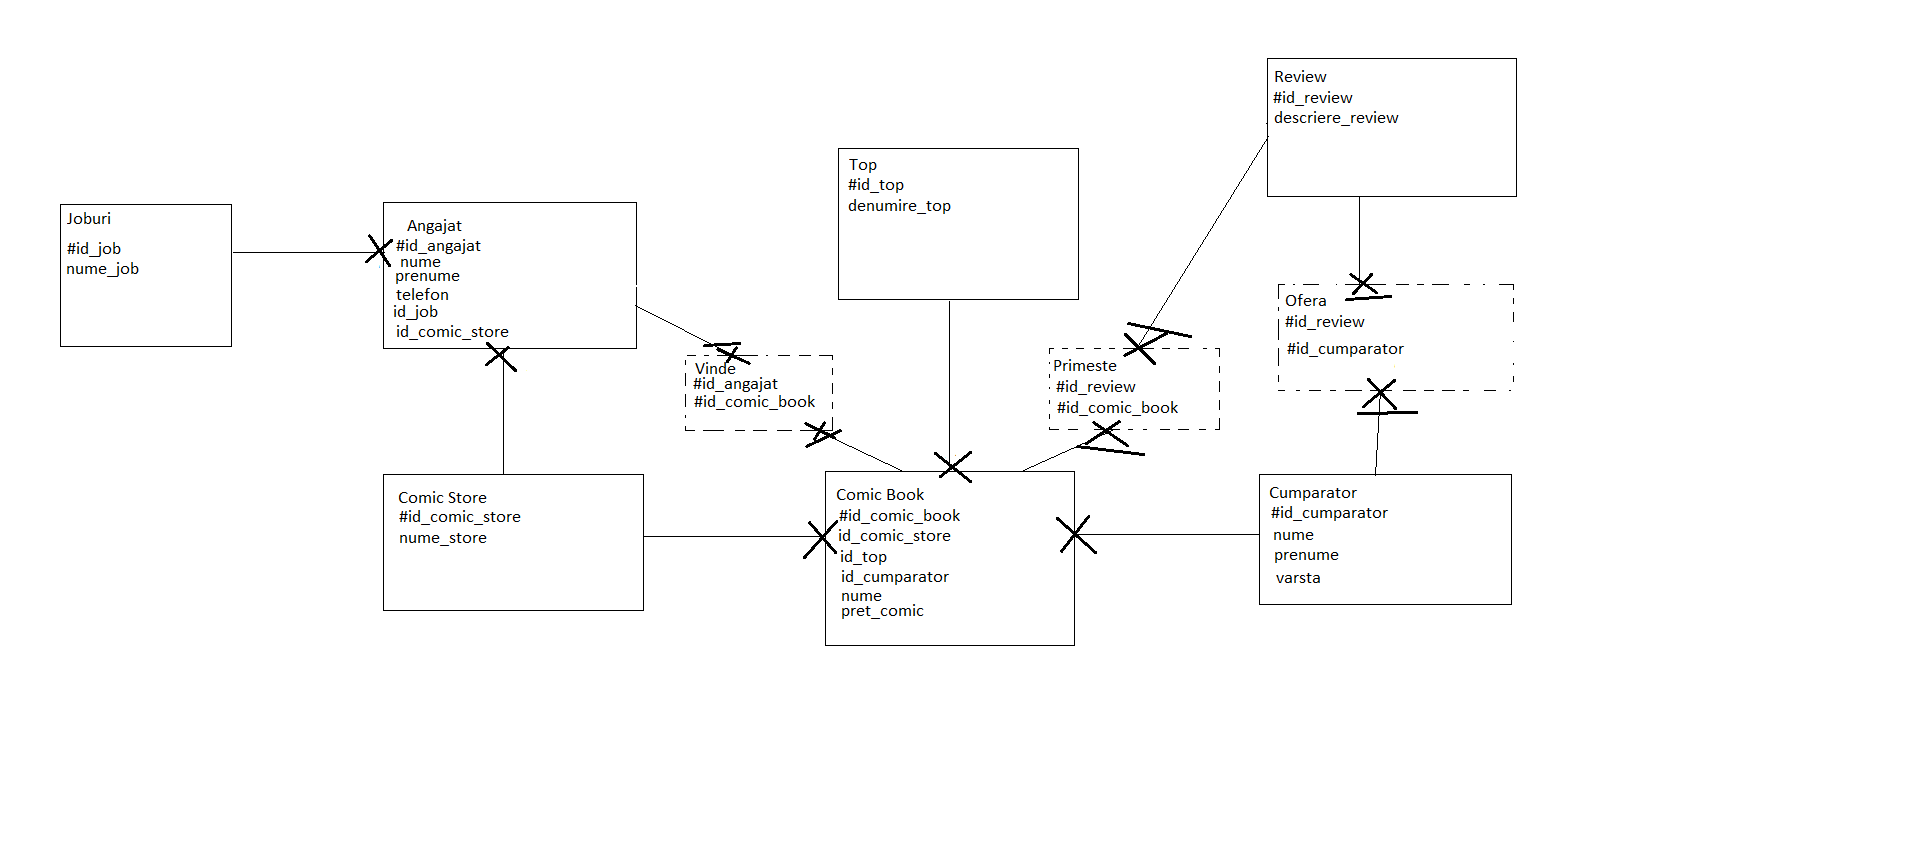 Joburi
#id_job
nume_job
Angajat
#id_angajat
nume
prenume
telefon
id_job
id_comic_store
Top
#id_top
denumire_top
Review
#id_review
descriere_review
Vinde
#id_angajat
#id_comic_book
Primeste
#id_review
#id_comic_book
Ofera
#id_review
#id_cumparator
Comic Store
#id_comic_store
nume_store
Comic Book
#id_comic_book
id_comic_store
id_top
id_cumparator
nume
pret_comic
Cumparator
#id_cumparator
nume
prenume
varsta